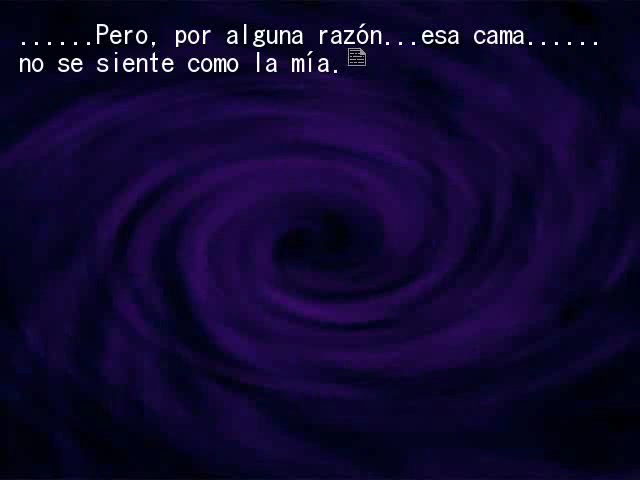 ......Pero, por alguna razón...esa cama......
no se siente como la mía.